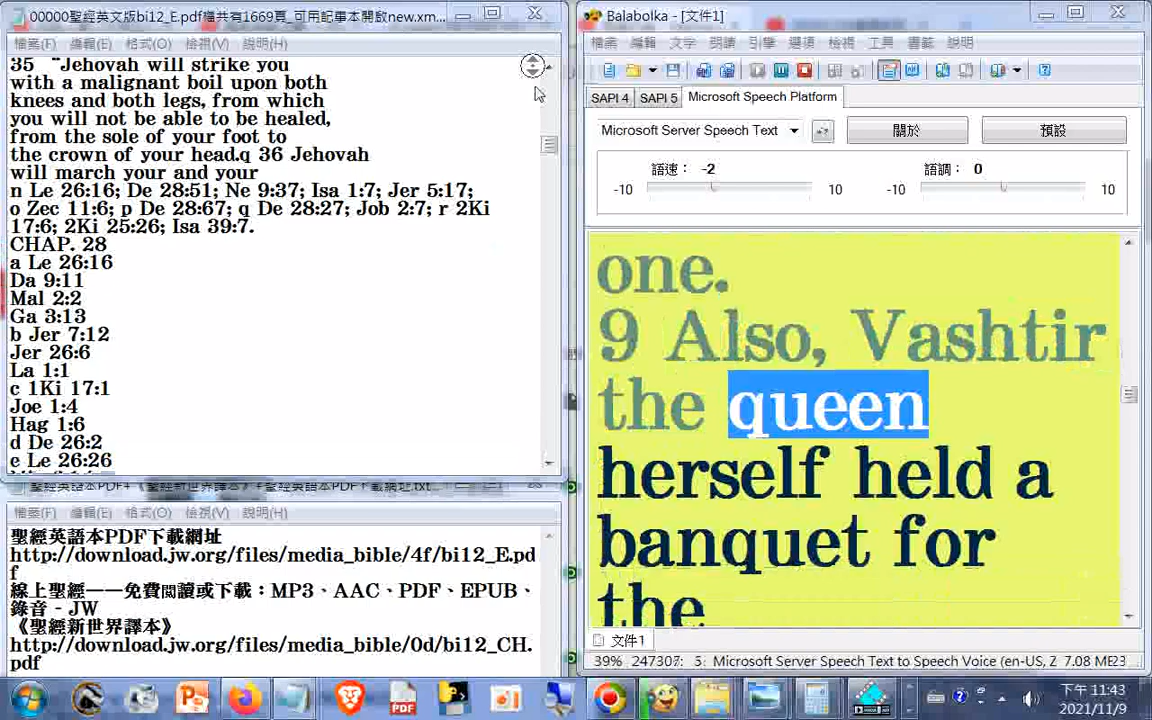 00000聖經英文版bi12_E.pdf檔共有1669頁_可用記事本開啟new.xm...
檔案(F) 編輯(E) 格式(O) 檢視(V) 說明(H)
35 "Jehovah will strike you
with a malignant boil upon both
knees and both legs, from which
you will not be able to be healed,
from the sole of your foot to
the crown of your head.q 36 Jehovah
will march your and your
n Le 26:16; De 28:51; Ne 9:37; Isa 1:7; Jer 5:17;
o Zec 11:6; p De 28:67; q De 28:27; Job 2:7; r 2Ki
17:6; 2Ki 25:26; Isa 39:7.
CHAP. 28
a Le 26:16
Da 9:11
Mal 2:2
Ga 3:13
b Jer 7:12
Jer 26:6
La 1:1
c 1Ki 17:1
Joe 1:4
Hag 1:6
d De 26:2
e Le 26:26
檔案(F) 編輯(E) 格式(O) 檢視(V) 說明(H)
聖經英語本PDF下載網址
http://download.jw.org/files/media_bible/4f/bi12_E.pd
f
線上聖經——免費閱讀或下載：MP3、AAC、PDF、EPUB、
錄音 - JW
《聖經新世界譯本》
http://download.jw.org/files/media_bible/0d/bi12_CH.
pdf
Balabolka - [文件1]
檔案 編輯 文字 朗讀 引擎 選項 檢視 工具 書籤 說明
SAPI 4 SAPI 5 Microsoft Speech Platform
Microsoft Server Speech Text 關於 預設
語速： -2 語調： 0
-10 10 -10 10
one.
9 Also, Vashtir
the queen
herself held a
banquet for
the
文件1
39% 247307: 5: Microsoft Server Speech Text to Speech Voice (en-US, Z 7.08 ME23
PDF
下午 11:43
2021/11/9